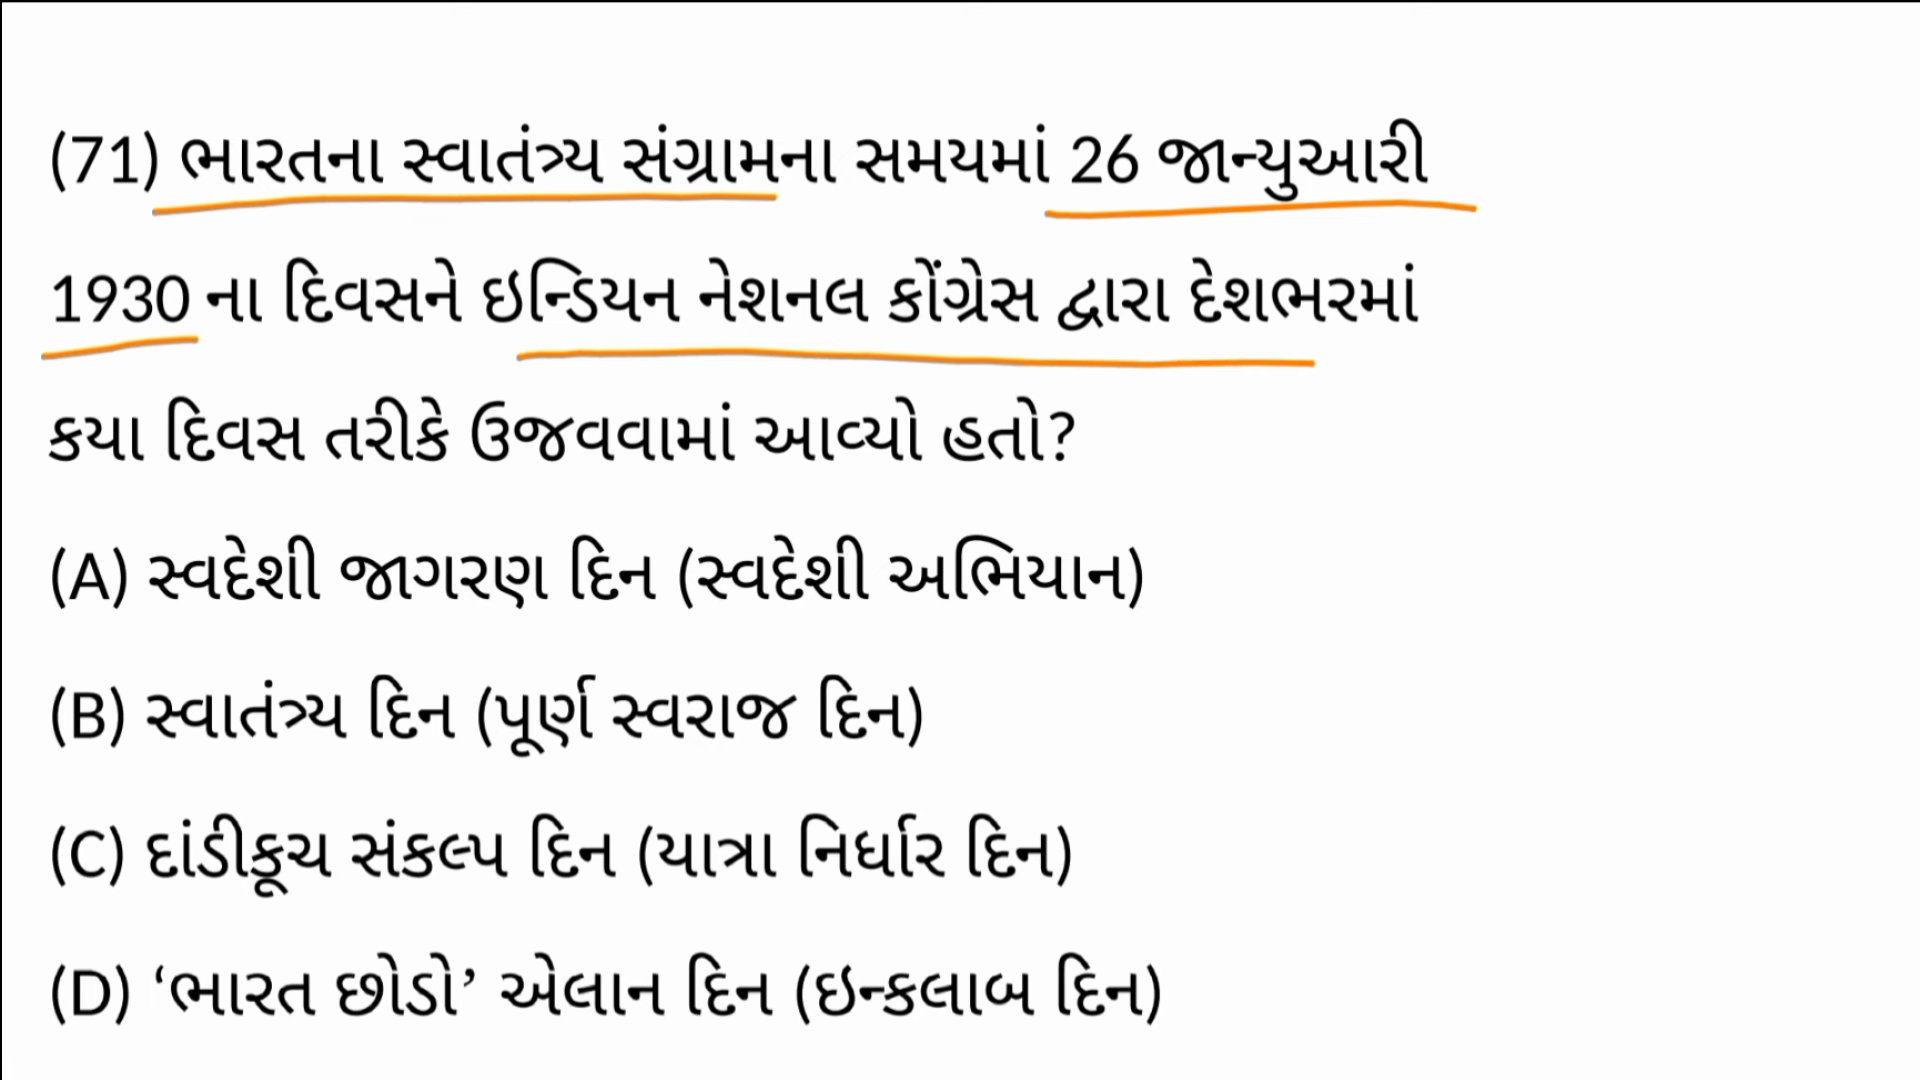 (71) ભારતના સ્વાતંત્ર્ય સંગ્રામના સમયમાં 26 જાન્યુઆરી
1930 ના દિવસને ઇન્ડિયન નેશનલ કોંગ્રેસ દ્વારા દેશભરમાં
કયા દિવસ તરીકે ઉજવવામાં આવ્યો હતો?
(A) સ્વદેશી જાગરણ દિન (સ્વદેશી અભિયાન)
(B) સ્વાતંત્ર્ય દિન (પૂર્ણ સ્વરાજ દિન)
(C) દાંડીકૂચ સંકલ્પ દિન (યાત્રા નિર્ધાર દિન)
(D) ‘ભારત છોડો’ એલાન દિન (ઇન્કલાબ દિન)